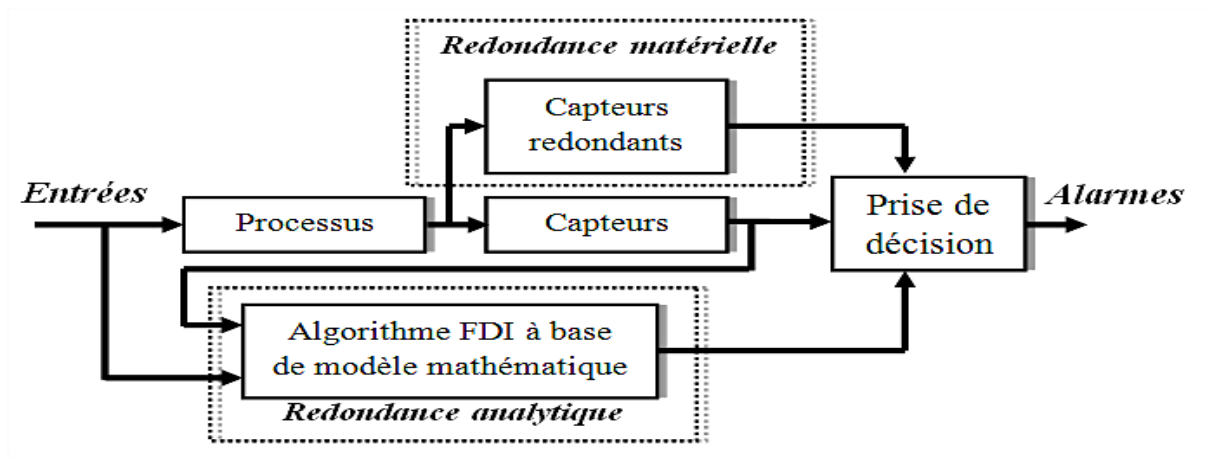 Redondance matérielle
Capteurs
redondants
Entrées
Processus
Capteurs
Prise de
décision
Alarmes
Algorithme FDI à base
de modèle mathématique
Redondance analytique